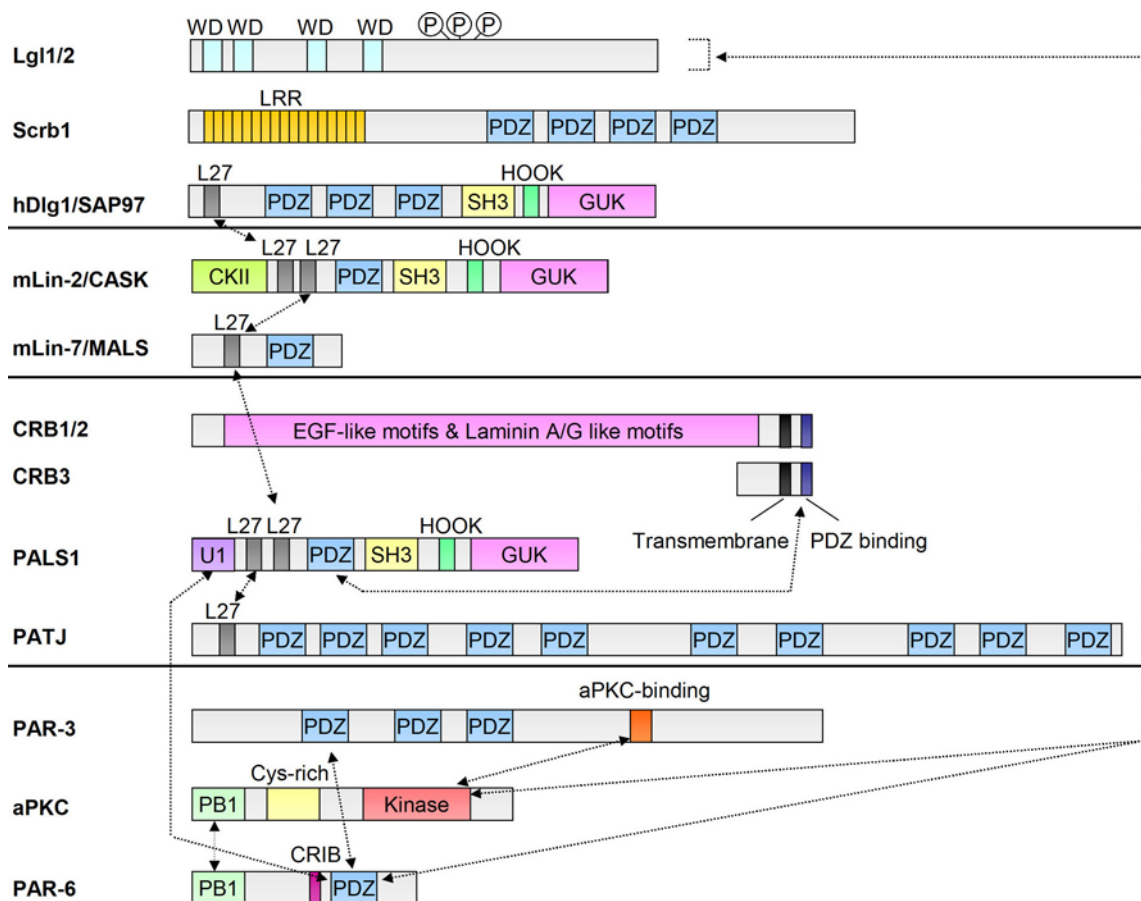 WD WD WD WD P P P
Lgl1/2
LRR
Scrb1 PDZ PDZ PDZ PDZ
L27 HOOK
hDlg1/SAP97 PDZ PDZ PDZ SH3 GUK
L27 L27 HOOK
mLin-2/CASK CKII PDZ SH3 GUK
L27
mLin-7/MALS PDZ
CRB1/2 EGF-like motifs & Laminin A/G like motifs
CRB3
Transmembrane PDZ binding
L27 L27 HOOK
PALS1 U1 PDZ SH3 GUK
L27
PATJ PDZ PDZ PDZ PDZ PDZ PDZ PDZ PDZ PDZ PDZ
aPKC-binding
PAR-3 PDZ PDZ PDZ
Cys-rich
aPKC PB1 Kinase
CRIB
PAR-6 PB1 PDZ